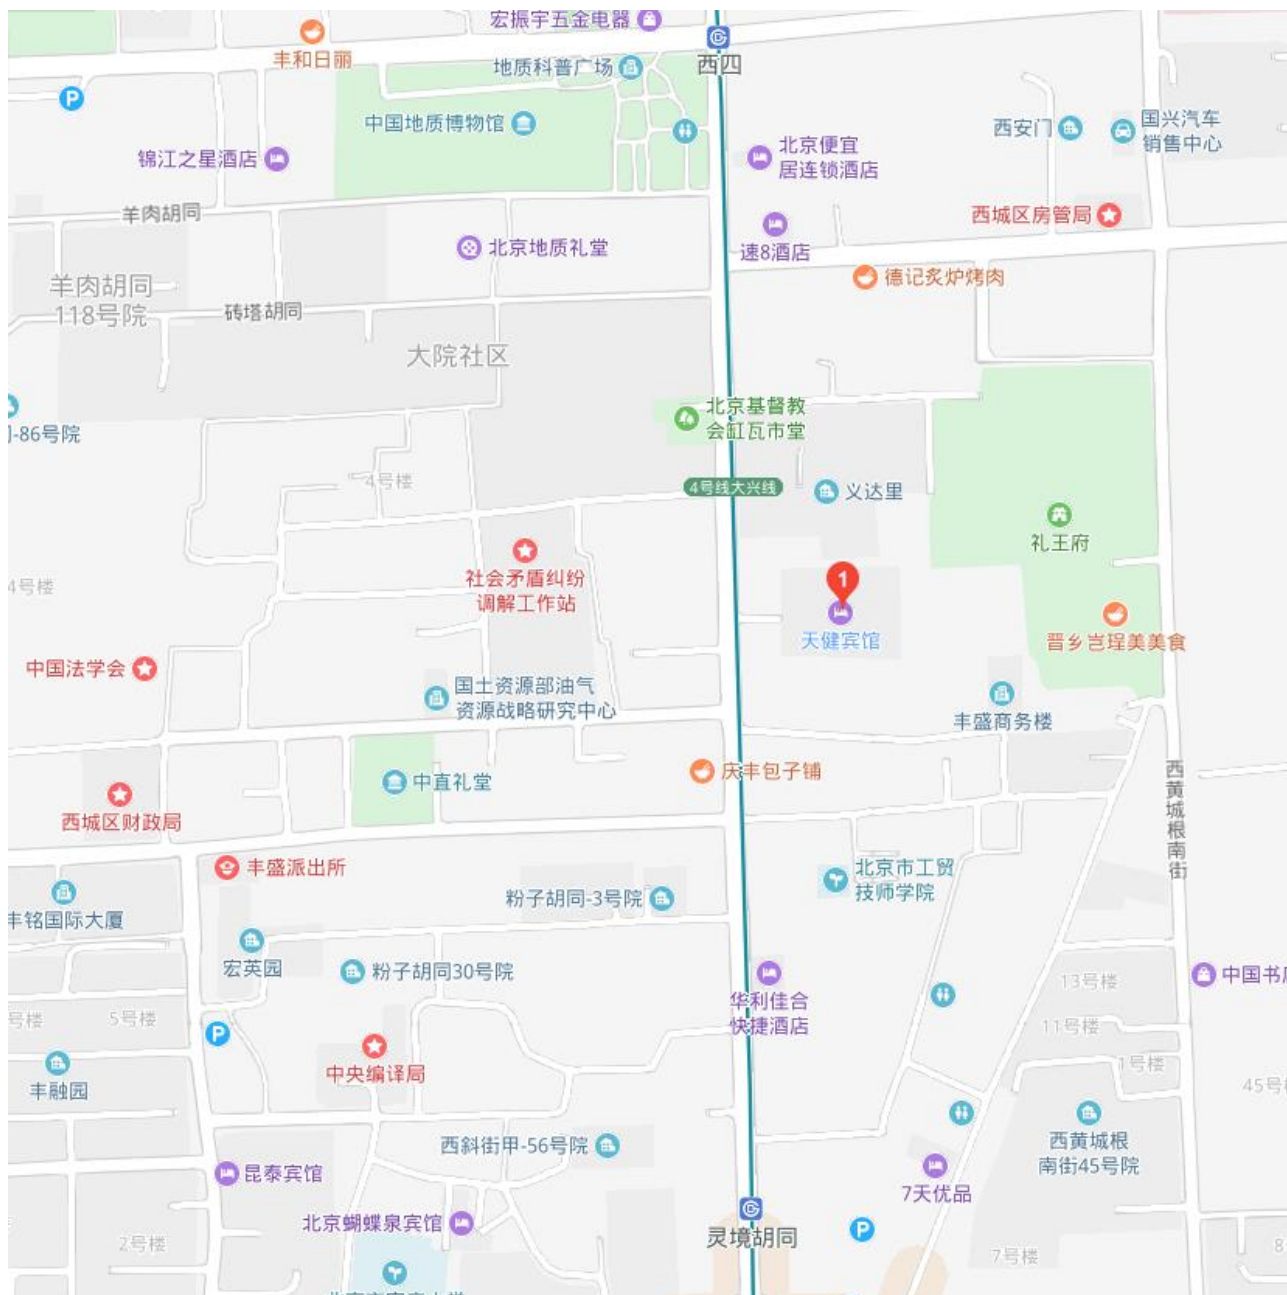 宏振宇五金电器
丰和日丽
地质科普广场
西四
P
中国地质博物馆
西安门
国兴汽车
销售中心
锦江之星酒店
北京便宜
居连锁酒店
羊肉胡同
西城区房管局
北京地质礼堂
速8酒店
德记炙炉烤肉
羊肉胡同
118号院
砖塔胡同
大院社区
北京基督教
会缸瓦市堂
-86号院
4号楼
4号线大兴线
义达里
礼王府
社会矛盾纠纷
调解工作站
4号楼
1
天健宾馆
晋乡岂珵美美食
中国法学会
国土资源部油气
资源战略研究中心
丰盛商务楼
庆丰包子铺
中直礼堂
西黄城根南街
西城区财政局
丰盛派出所
北京市工贸
技师学院
粉子胡同-3号院
丰铭国际大厦
宏英园
粉子胡同30号院
中国书
13号楼
华利佳合
快捷酒店
号楼
5号楼
P
11号楼
中央编译局
1号楼
丰融园
45号
西斜街甲-56号院
西黄城根
南街45号院
昆泰宾馆
7天优品
北京蝴蝶泉宾馆
灵境胡同
P
2号楼
7号楼
8